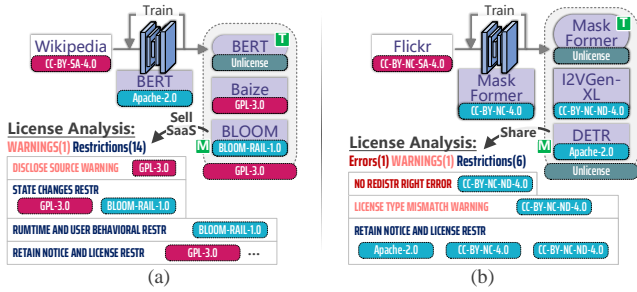 Train
Wikipedia
CC-BY-SA-4.0
BERT
Apache-2.0
BERT
T
Unlicense
Baize
GPL-3.0
BLOOM
BLOOM-RAIL-1.0
M
GPL-3.0
Sell
SaaS
License Analysis:
WARNINGS(1) Restrictions(14)
DISCLOSE SOURCE WARNING GPL-3.0
STATE CHANGES RESTR
GPL-3.0 BLOOM-RAIL-1.0
RUMTIME AND USER BEHAVIORAL RESTR BLOOM-RAIL-1.0
RETAIN NOTICE AND LICENSE RESTR GPL-3.0 ...
(a)
Train
Flickr
CC-BY-NC-SA-4.0
Mask
Former
CC-BY-NC-4.0
Mask
Former
T
Unlicense
I2VGen-
XL
CC-BY-NC-ND-4.0
DETR
Apache-2.0
M
Unlicense
Share
License Analysis:
Errors(1) WARNINGS(1) Restrictions(6)
NO REDISTR RIGHT ERROR CC-BY-NC-ND-4.0
LICENSE TYPE MISMATCH WARNING CC-BY-NC-ND-4.0
RETAIN NOTICE AND LICENSE RESTR
Apache-2.0 CC-BY-NC-4.0 CC-BY-NC-ND-4.0
(b)